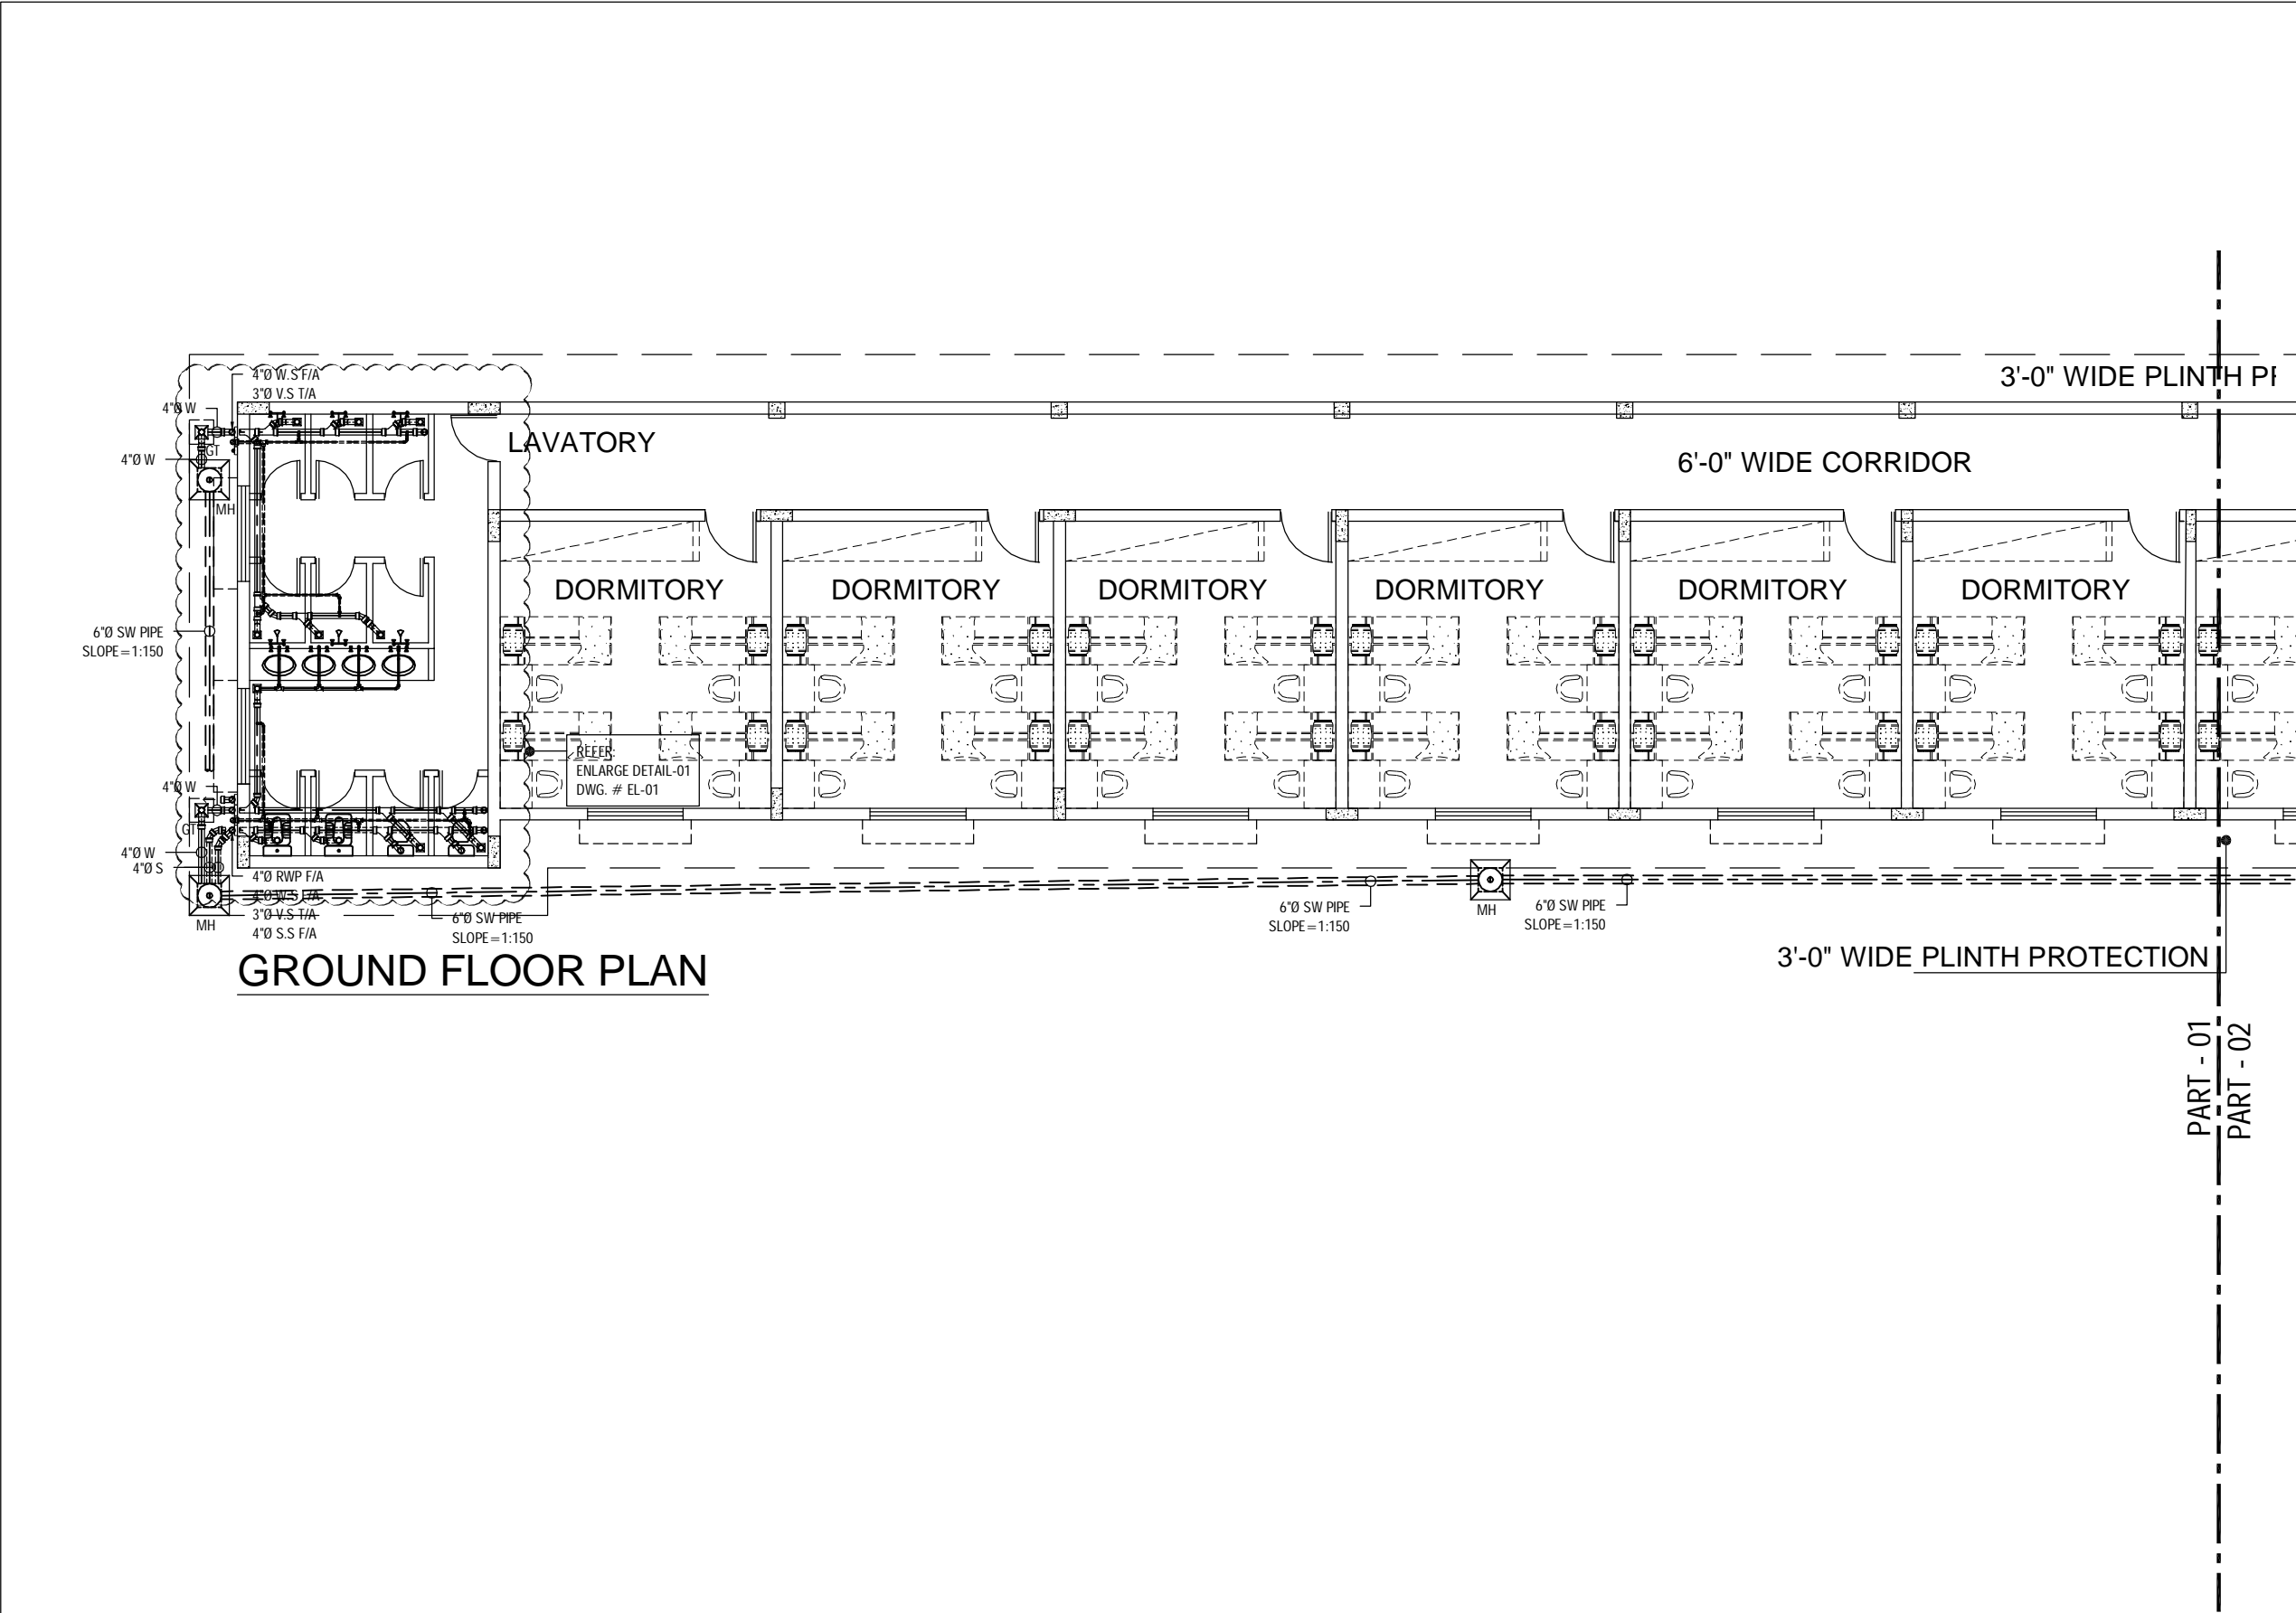 3'-0" WIDE PLINTH
4"Ø W.S F/A
3"Ø V.S T/A
4"Ø W
GT
4"Ø W
MH
LAVATORY
6'-0" WIDE CORRIDOR
DORMITORY
DORMITORY
DORMITORY
DORMITORY
DORMITORY
DORMITORY
6"Ø SW PIPE
SLOPE=1:150
REFER:
ENLARGE DETAIL-01
DWG. # EL-01
4"Ø W
GT
4"Ø W
4"Ø S
4"Ø RWP F/A
4"Ø W.S F/A
3"Ø V.S T/A
4"Ø S.S F/A
MH
6"Ø SW PIPE
SLOPE=1:150
6"Ø SW PIPE
SLOPE=1:150
MH
6"Ø SW PIPE
SLOPE=1:150
3'-0" WIDE PLINTH PROTECTION
GROUND FLOOR PLAN
PART - 01
PART - 02